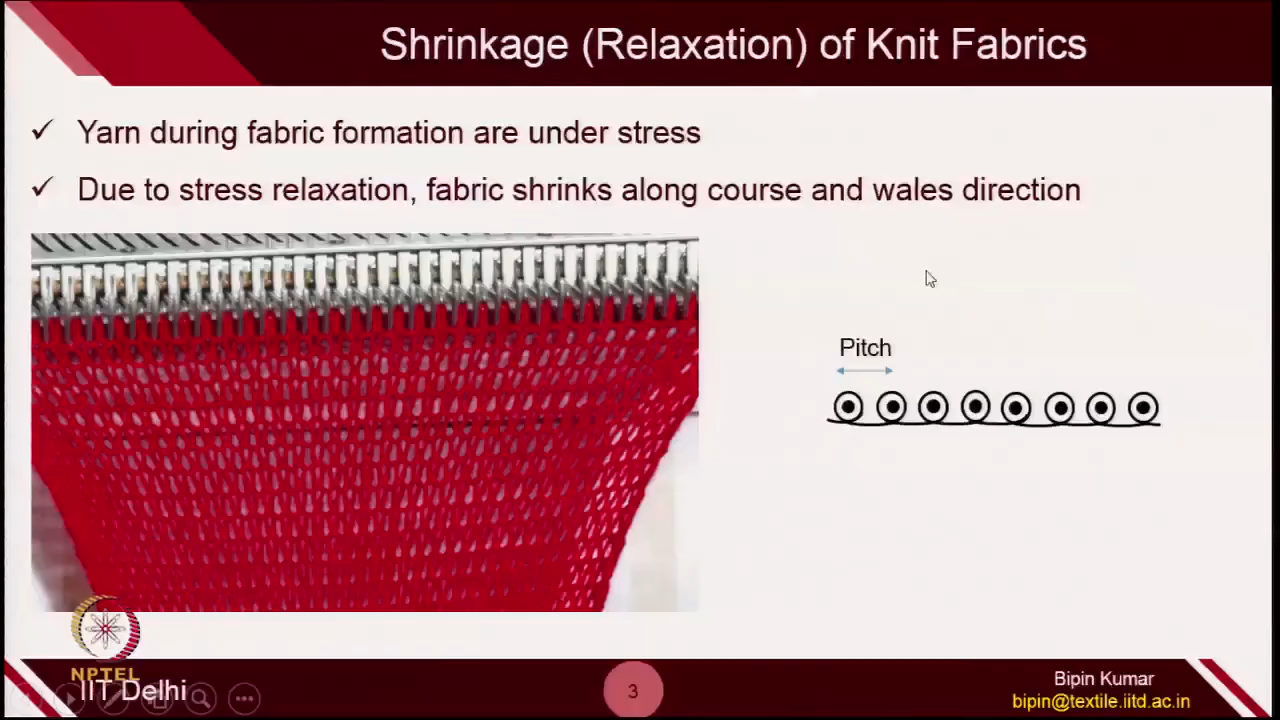 Shrinkage (Relaxation) of Knit Fabrics
✓ Yarn during fabric formation are under stress
✓ Due to stress relaxation, fabric shrinks along course and wales direction
Pitch
NPTEL
IIT Delhi
3
Bipin Kumar
bipin@textile.iitd.ac.in